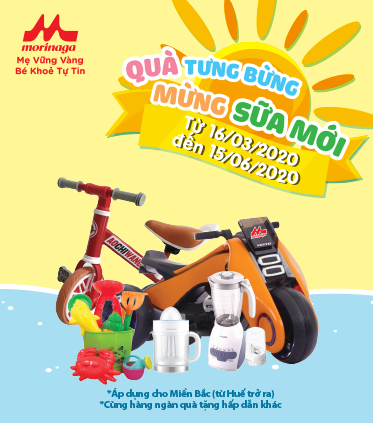 morinaga
Mẹ Vững Vàng
Bé Khoẻ Tự Tin
QUÀ TƯNG BỪNG
MỪNG SỮA MỚI
Từ 16/03/2020
đến 15/06/2020
AOCHIWANG
*Áp dụng cho Miền Bắc (từ Huế trở ra)
*Cùng hàng ngàn quà tặng hấp dẫn khác